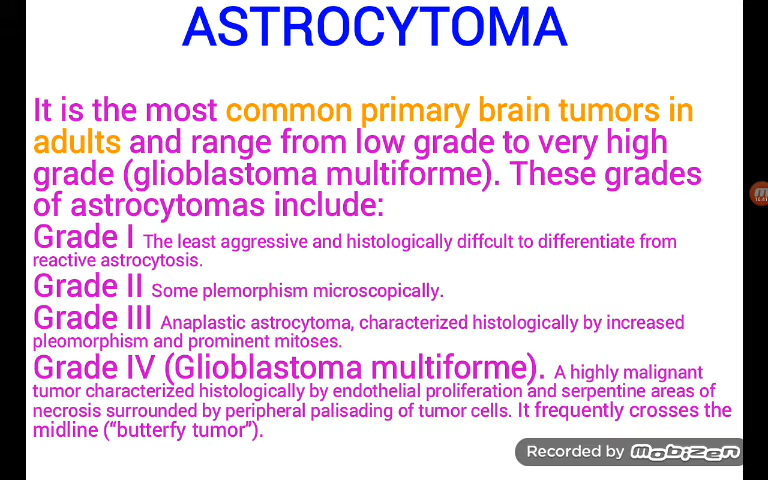 ASTROCYTOMA
It is the most common primary brain tumors in
adults and range from low grade to very high
grade (glioblastoma multiforme). These grades
of astrocytomas include:
Grade I The least aggressive and histologically diffcult to differentiate from
reactive astrocytosis.
Grade II Some plemorphism microscopically.
Grade III Anaplastic astrocytoma, characterized histologically by increased
pleomorphism and prominent mitoses.
Grade IV (Glioblastoma multiforme). A highly malignant
tumor characterized histologically by endothelial proliferation and serpentine areas of
necrosis surrounded by peripheral palisading of tumor cells. It frequently crosses the
midline (“butterfy tumor”).
Recorded by mobizen